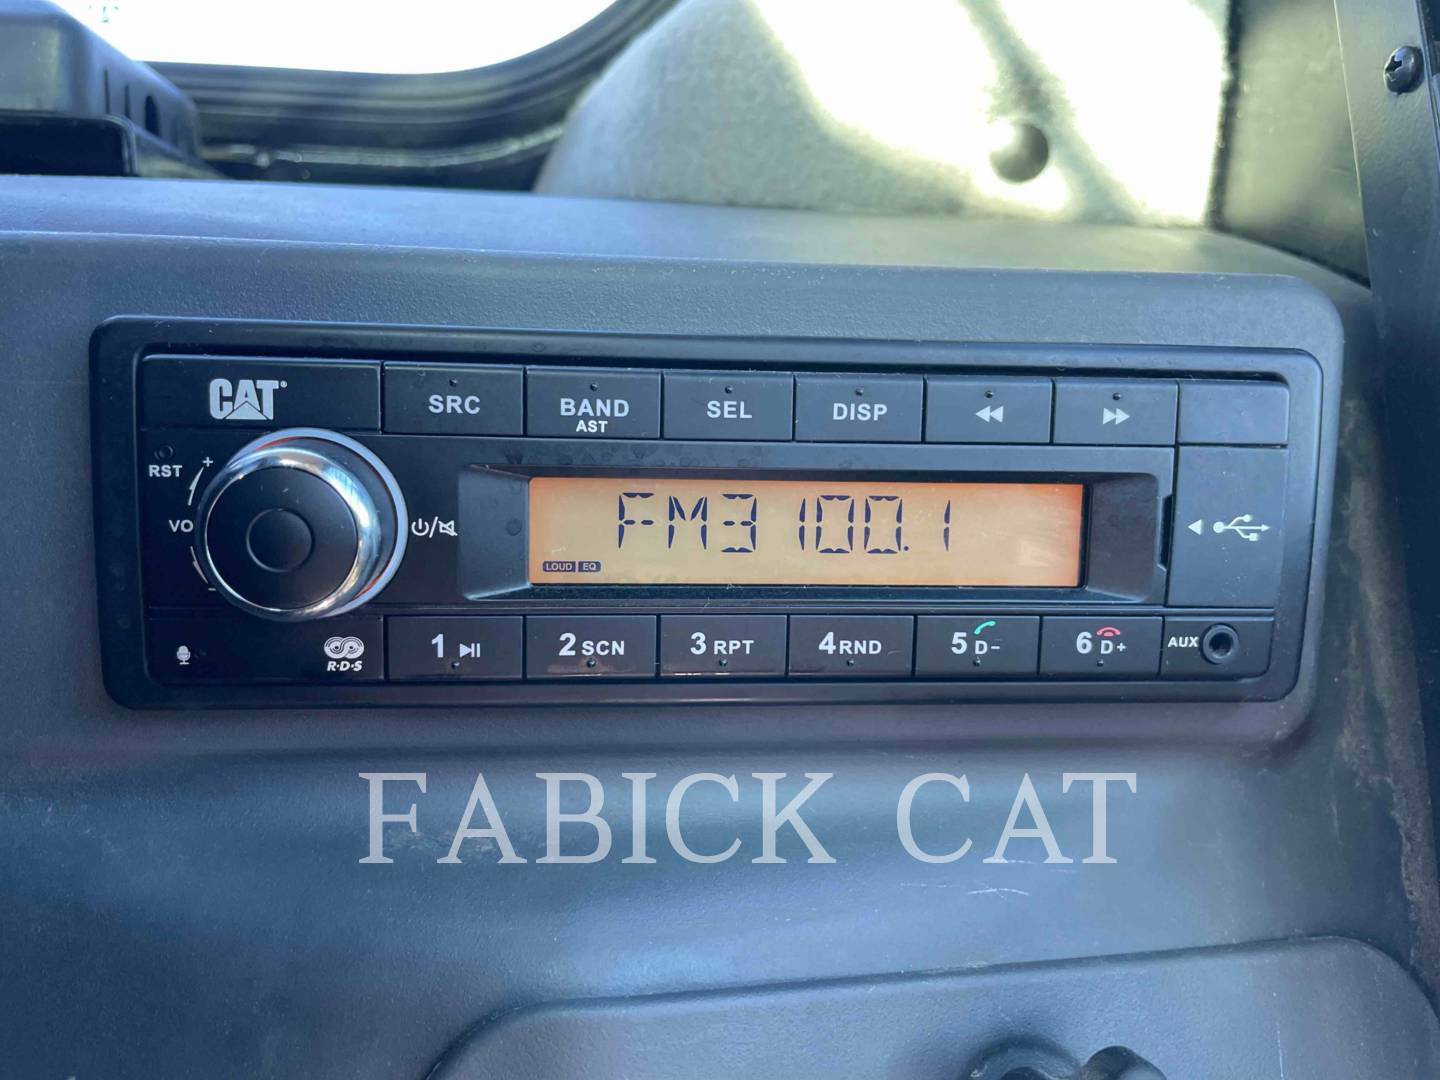 CAT
SRC
BAND
AST
SEL
DISP
RST
+
VO
-
FM3 100.1
LOUD EQ
R·D·S
1
2 SCN
3 RPT
4 RND
5 D-
6 D+
AUX
FABICK CAT